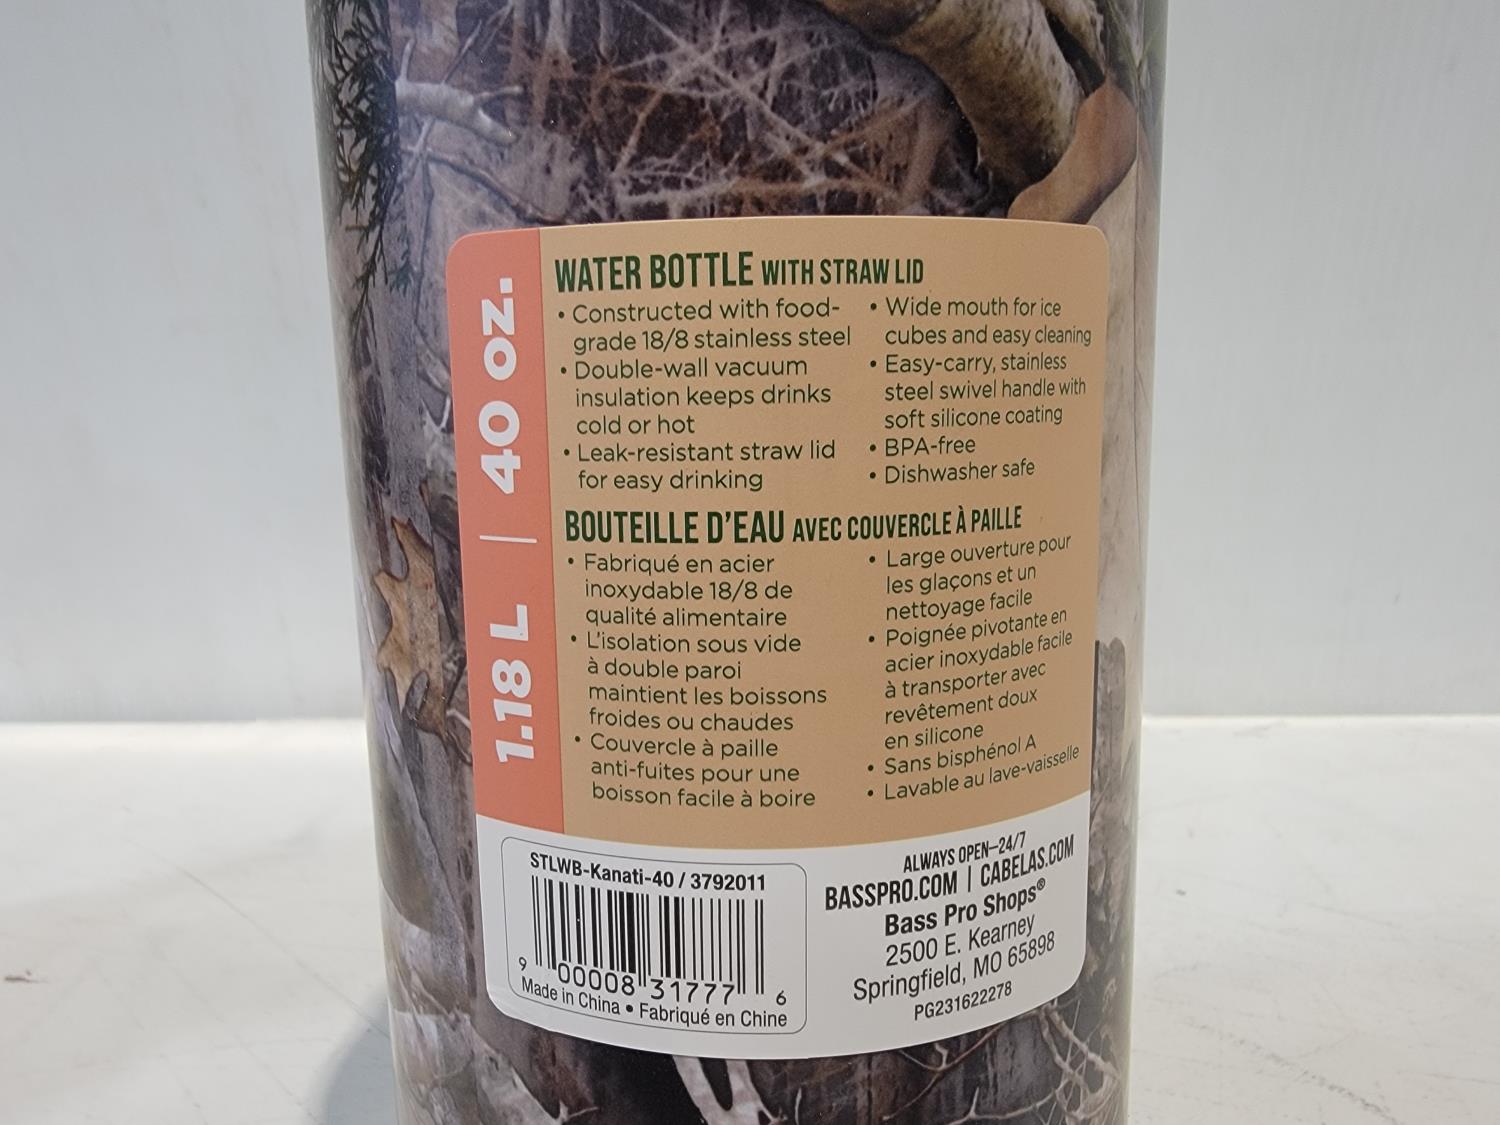 40 OZ.
1.18 L
WATER BOTTLE WITH STRAW LID
• Constructed with food-
grade 18/8 stainless steel
• Double-wall vacuum
insulation keeps drinks
cold or hot
• Leak-resistant straw lid
for easy drinking
• Wide mouth for ice
cubes and easy cleaning
• Easy-carry, stainless
steel swivel handle with
soft silicone coating
• BPA-free
• Dishwasher safe
BOUTEILLE D'EAU AVEC COUVERCLE À PAILLE
• Fabriqué en acier
inoxydable 18/8 de
qualité alimentaire
• L'isolation sous vide
à double paroi
maintient les boissons
froides ou chaudes
• Couvercle à paille
anti-fuites pour une
boisson facile à boire
• Large ouverture pour
les glaçons et un
nettoyage facile
• Poignée pivotante en
acier inoxydable facile
à transporter avec
revêtement doux
en silicone
• Sans bisphénol A
• Lavable au lave-vaisselle
STLWB-Kanati-40 / 3792011
9 00008 31777 6
Made in China • Fabriqué en Chine
ALWAYS OPEN–24/7
BASSPRO.COM | CABELAS.COM
Bass Pro Shops®
2500 E. Kearney
Springfield, MO 65898
PG231622278